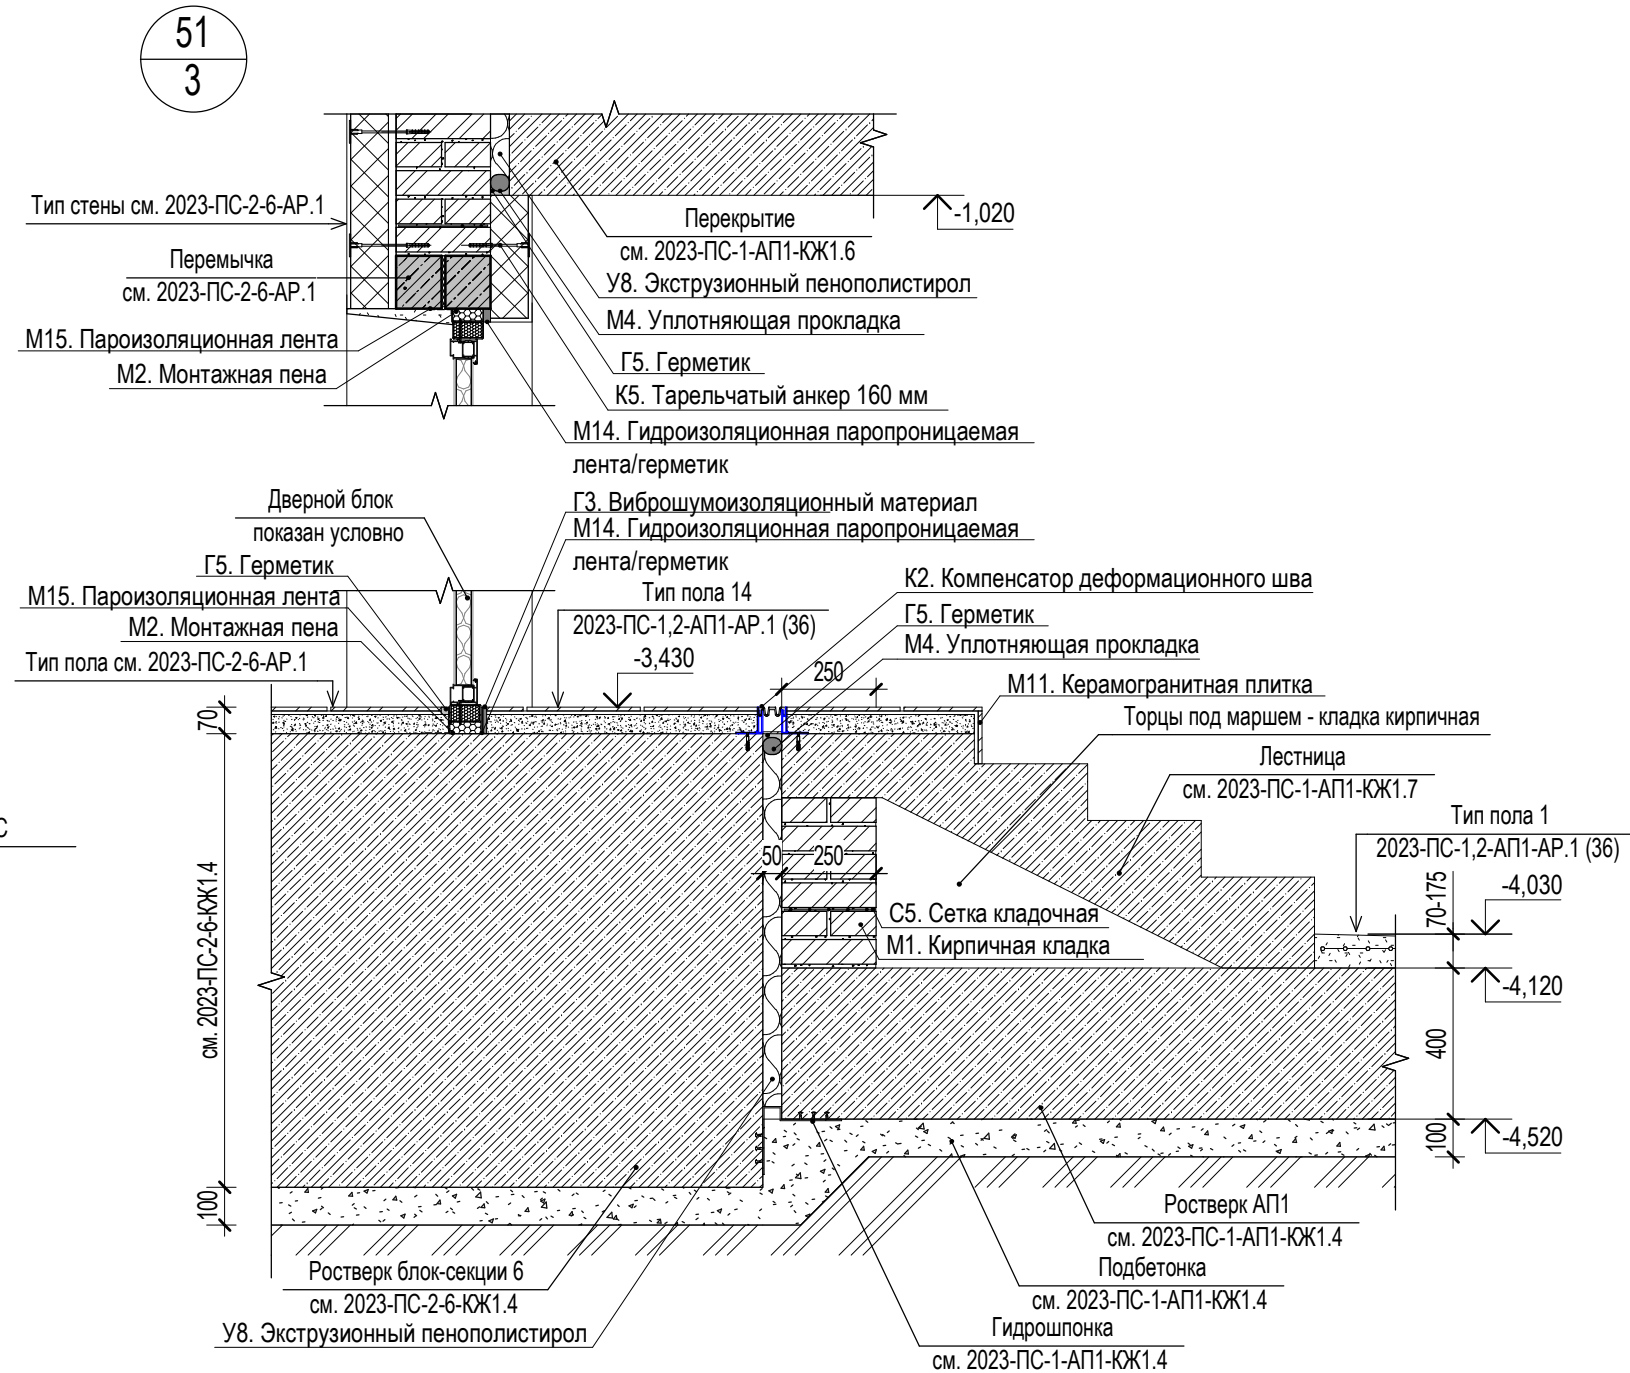 51
3
Тип стены см. 2023-ПС-2-6-АР.1
Перемычка
см. 2023-ПС-2-6-АР.1
М15. Пароизоляционная лента
М2. Монтажная пена
-1,020
Перекрытие
см. 2023-ПС-1-АП1-КЖ1.6
У8. Экструзионный пенополистирол
М4. Уплотняющая прокладка
Г5. Герметик
К5. Тарельчатый анкер 160 мм
М14. Гидроизоляционная паропроницаемая
лента/герметик
Дверной блок
показан условно
Г5. Герметик
М15. Пароизоляционная лента
М2. Монтажная пена
Тип пола см. 2023-ПС-2-6-АР.1
Г3. Виброшумоизоляционный материал
М14. Гидроизоляционная паропроницаемая
лента/герметик
Тип пола 14
2023-ПС-1,2-АП1-АР.1 (36)
-3,430
К2. Компенсатор деформационного шва
Г5. Герметик
М4. Уплотняющая прокладка
250
М11. Керамогранитная плитка
Торцы под маршем - кладка кирпичная
Лестница
см. 2023-ПС-1-АП1-КЖ1.7
Тип пола 1
2023-ПС-1,2-АП1-АР.1 (36)
70
С
50
250
С5. Сетка кладочная
М1. Кирпичная кладка
70-175
-4,030
-4,120
см. 2023-ПС-2-6-КЖ1.4
400
100
-4,520
100
Ростверк АП1
см. 2023-ПС-1-АП1-КЖ1.4
Подбетонка
см. 2023-ПС-1-АП1-КЖ1.4
Гидрошпонка
см. 2023-ПС-1-АП1-КЖ1.4
Ростверк блок-секции 6
см. 2023-ПС-2-6-КЖ1.4
У8. Экструзионный пенополистирол